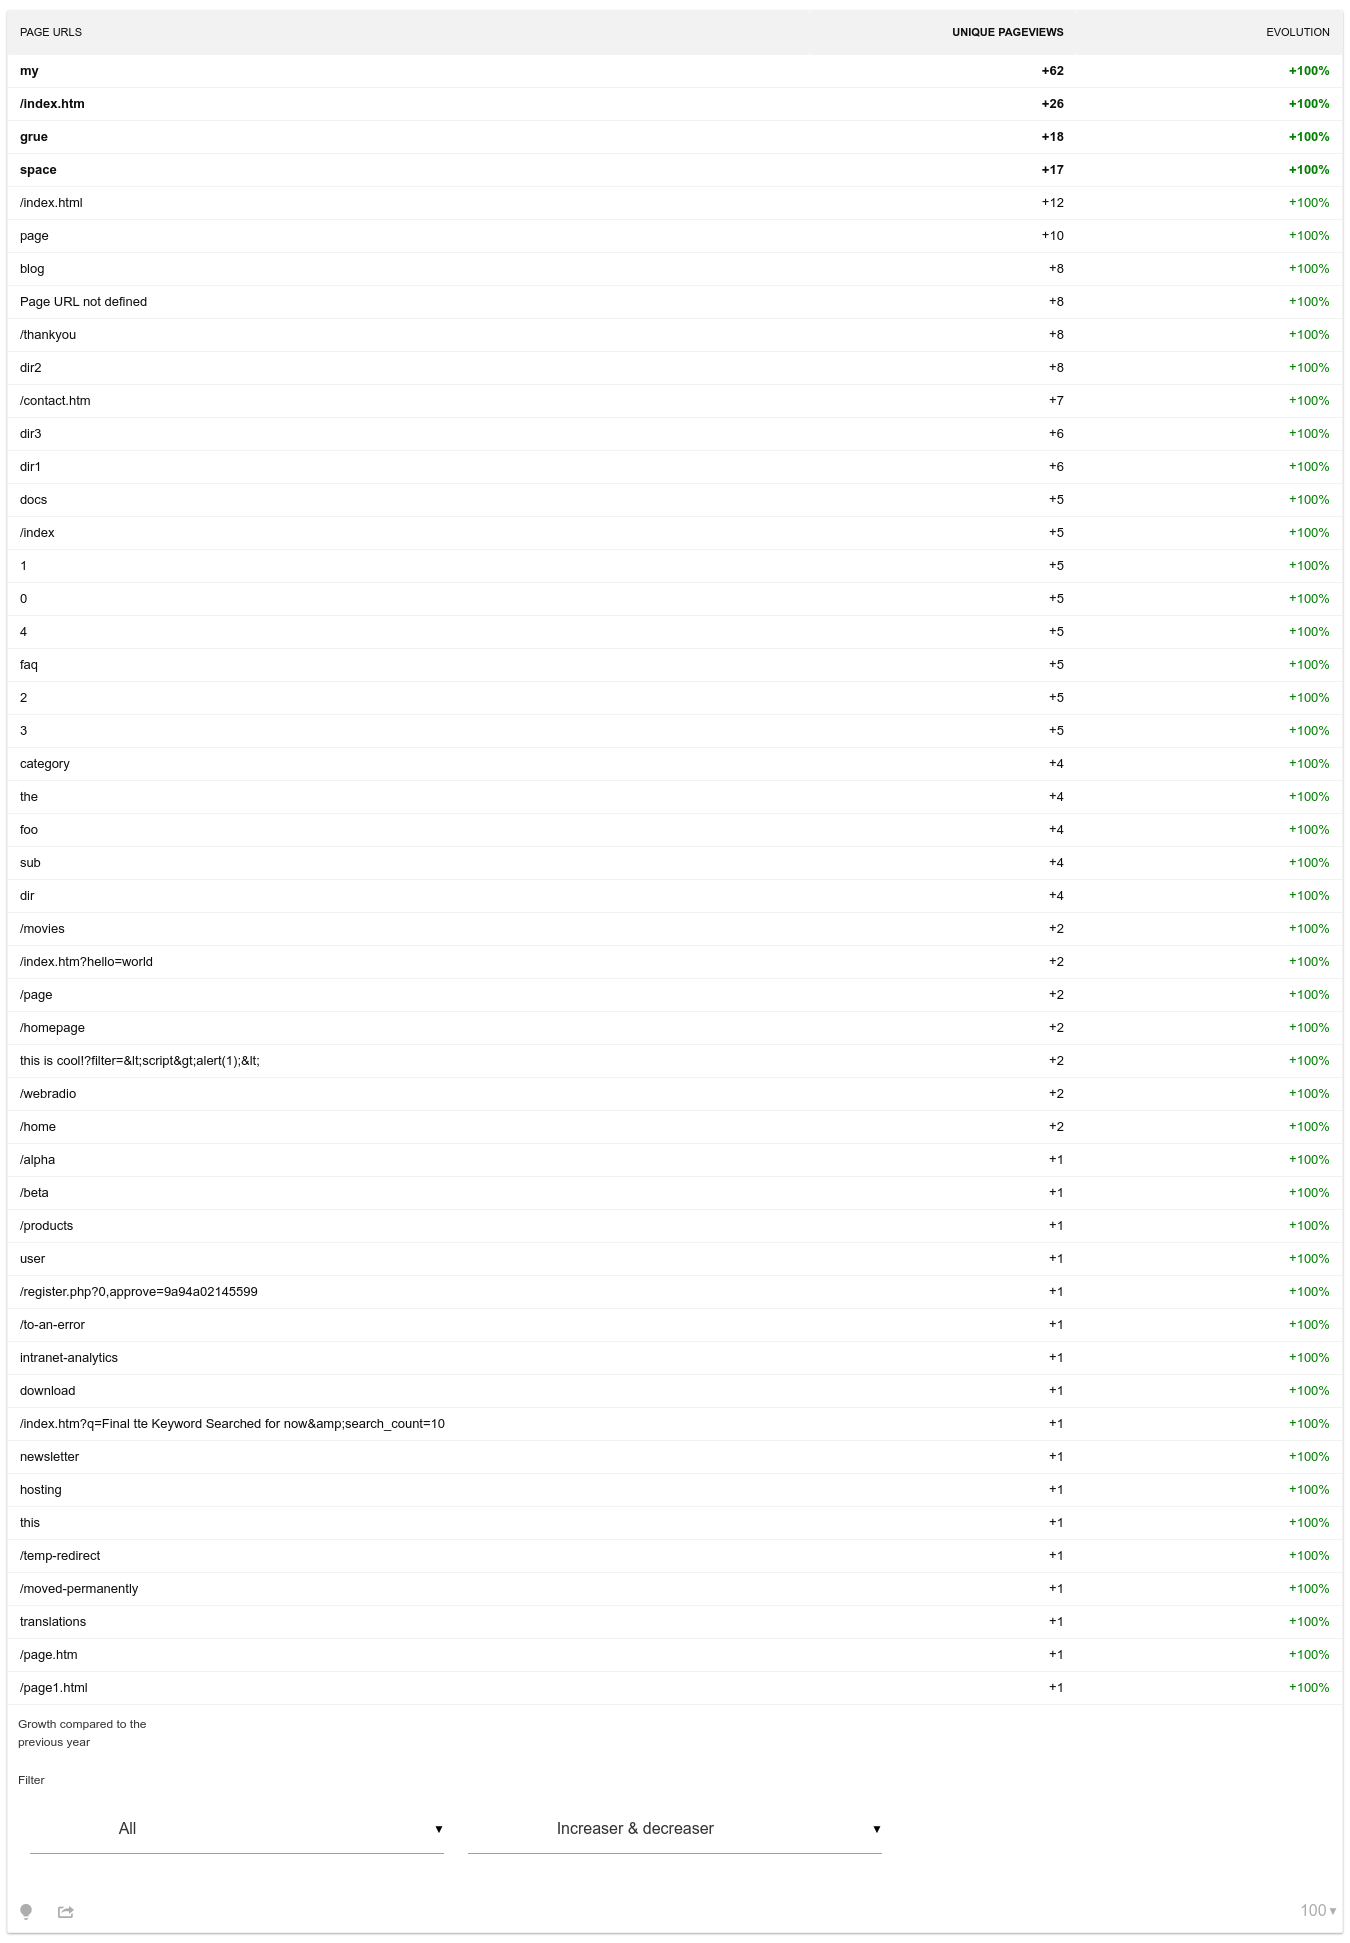 PAGE URLS UNIQUE PAGEVIEWS EVOLUTION
my +62 +100%
/index.htm +26 +100%
grue +18 +100%
space +17 +100%
/index.html +12 +100%
page +10 +100%
blog +8 +100%
Page URL not defined +8 +100%
/thankyou +8 +100%
dir2 +8 +100%
/contact.htm +7 +100%
dir3 +6 +100%
dir1 +6 +100%
docs +5 +100%
/index +5 +100%
1 +5 +100%
0 +5 +100%
4 +5 +100%
faq +5 +100%
2 +5 +100%
3 +5 +100%
category +4 +100%
the +4 +100%
foo +4 +100%
sub +4 +100%
dir +4 +100%
/movies +2 +100%
/index.htm?hello=world +2 +100%
/page +2 +100%
/homepage +2 +100%
this is cool!?filter=&lt;script&gt;alert(1);&lt; +2 +100%
/webradio +2 +100%
/home +2 +100%
/alpha +1 +100%
/beta +1 +100%
/products +1 +100%
user +1 +100%
/register.php?0,approve=9a94a02145599 +1 +100%
/to-an-error +1 +100%
intranet-analytics +1 +100%
download +1 +100%
/index.htm?q=Final tte Keyword Searched for now&amp;search_count=10 +1 +100%
newsletter +1 +100%
hosting +1 +100%
this +1 +100%
/temp-redirect +1 +100%
/moved-permanently +1 +100%
translations +1 +100%
/page.htm +1 +100%
/page1.html +1 +100%
Growth compared to the
previous year
Filter
All ▼ Increaser & decreaser ▼
100 ▼